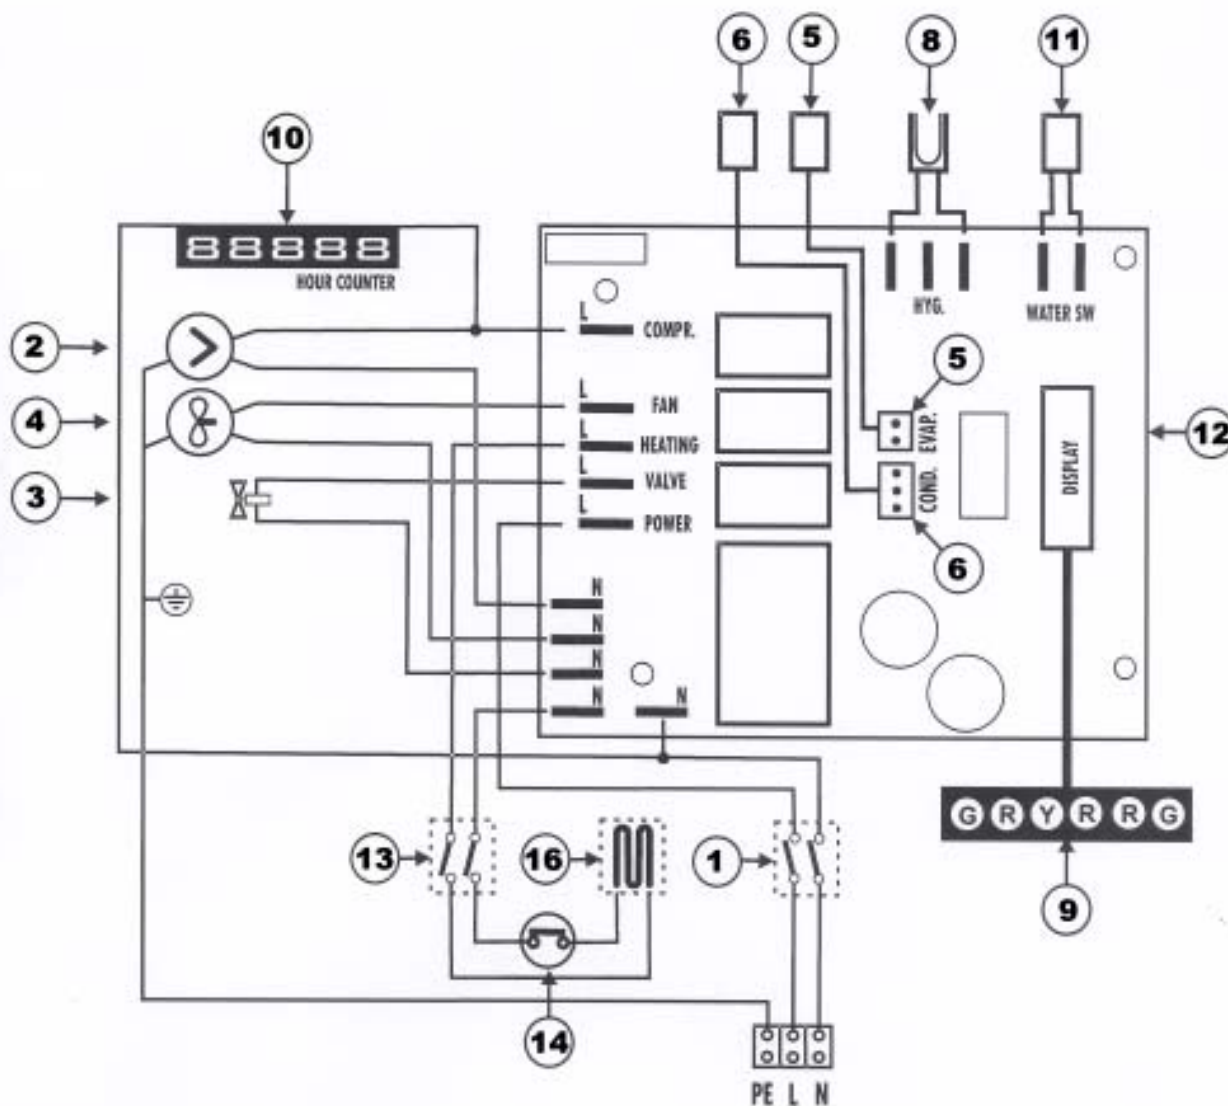 6 5 8 11
10
88888
HOUR COUNTER
L
COMPR.
HYG.
WATER SW
2
5
L
FAN
EVAP.
4
L
HEATING
12
DISPLAY
L
VALVE
COND.
3
L
POWER
6
N
N
N
N N
G R Y R R G
13 16 1
9
14
PE L N